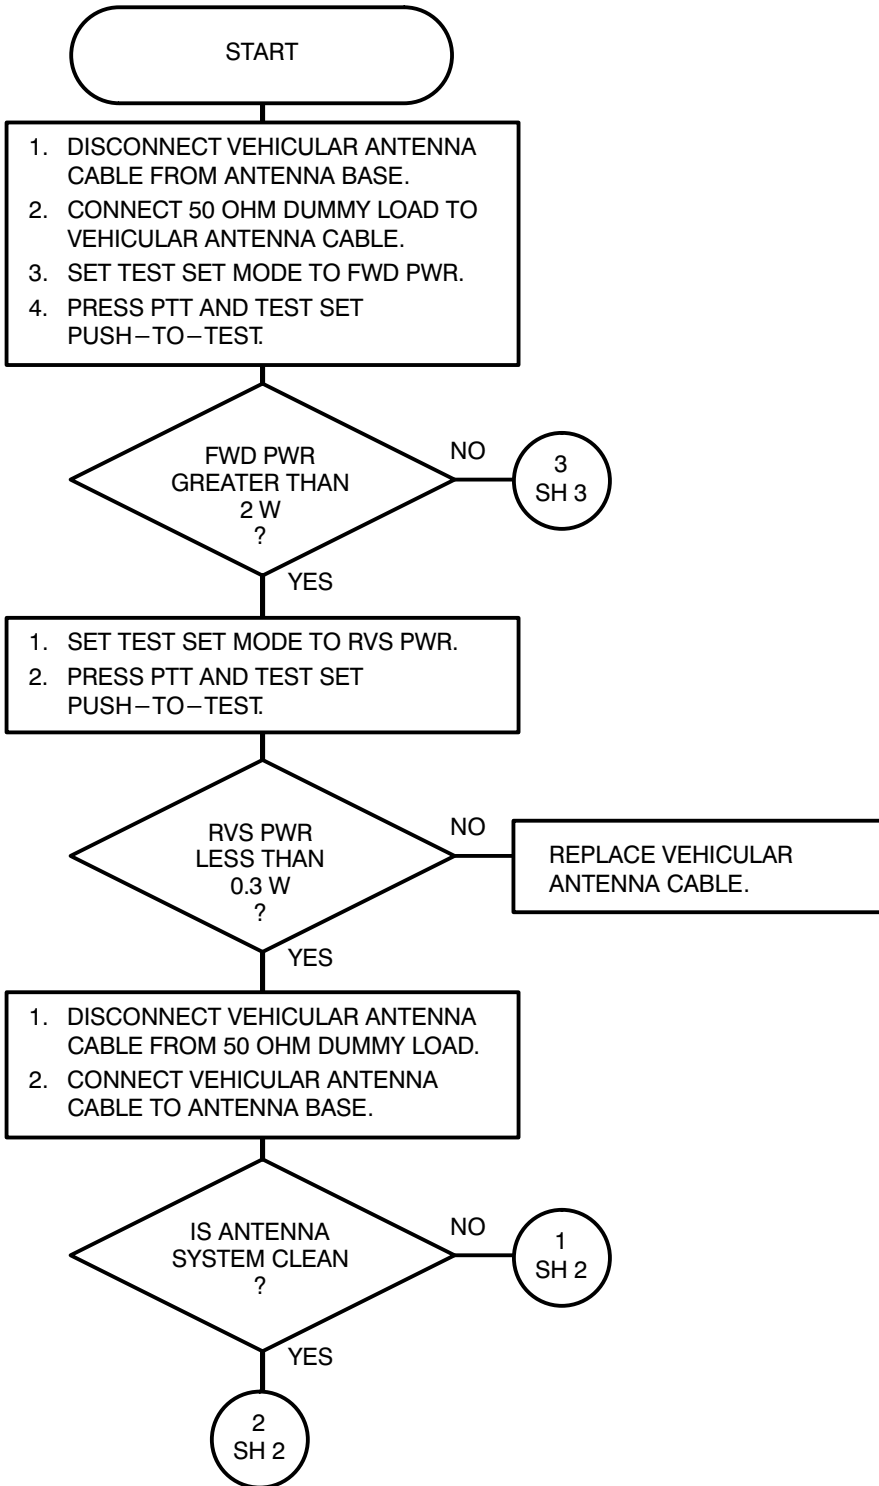 START
1. DISCONNECT VEHICULAR ANTENNA
CABLE FROM ANTENNA BASE.
2. CONNECT 50 OHM DUMMY LOAD TO
VEHICULAR ANTENNA CABLE.
3. SET TEST SET MODE TO FWD PWR.
4. PRESS PTT AND TEST SET
PUSH–TO–TEST.
FWD PWR
GREATER THAN
2 W
?
NO
3
SH 3
YES
1. SET TEST SET MODE TO RVS PWR.
2. PRESS PTT AND TEST SET
PUSH–TO–TEST.
RVS PWR
LESS THAN
0.3 W
?
NO
REPLACE VEHICULAR
ANTENNA CABLE.
YES
1. DISCONNECT VEHICULAR ANTENNA
CABLE FROM 50 OHM DUMMY LOAD.
2. CONNECT VEHICULAR ANTENNA
CABLE TO ANTENNA BASE.
IS ANTENNA
SYSTEM CLEAN
?
NO
1
SH 2
YES
2
SH 2